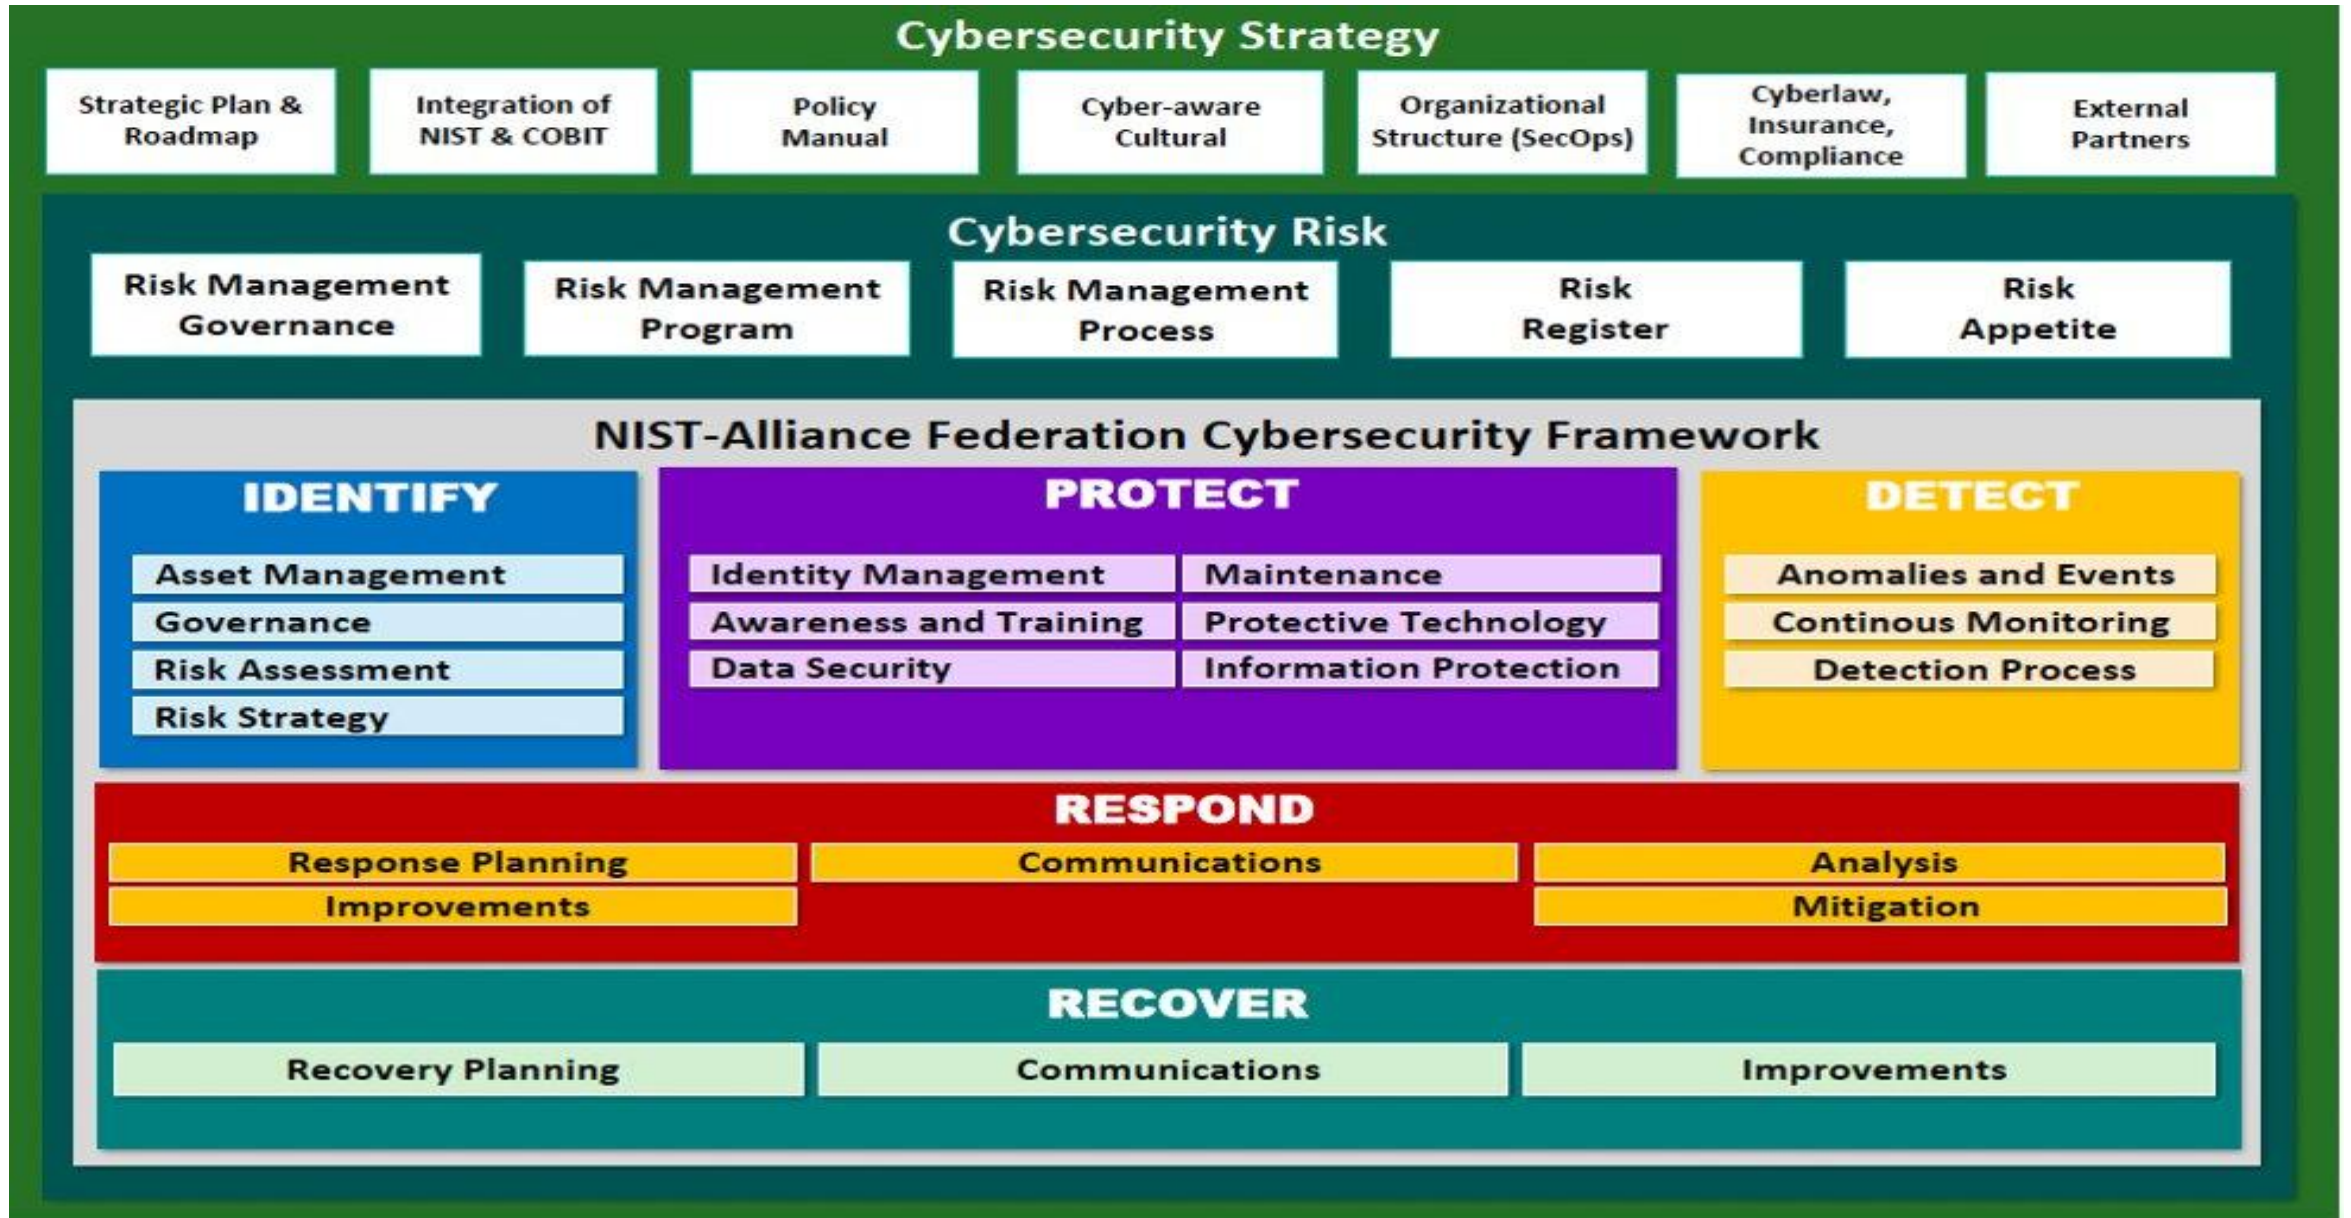 Cybersecurity Strategy
Strategic Plan &
Roadmap
Integration of
NIST & COBIT
Policy
Manual
Cyber-aware
Cultural
Organizational
Structure (SecOps)
Cyberlaw,
Insurance,
Compliance
External
Partners
Cybersecurity Risk
Risk Management
Governance
Risk Management
Program
Risk Management
Process
Risk
Register
Risk
Appetite
NIST-Alliance Federation Cybersecurity Framework
IDENTIFY
Asset Management
Governance
Risk Assessment
Risk Strategy
PROTECT
Identity Management
Awareness and Training
Data Security
Maintenance
Protective Technology
Information Protection
DETECT
Anomalies and Events
Continous Monitoring
Detection Process
RESPOND
Response Planning
Improvements
Communications
Analysis
Mitigation
RECOVER
Recovery Planning
Communications
Improvements